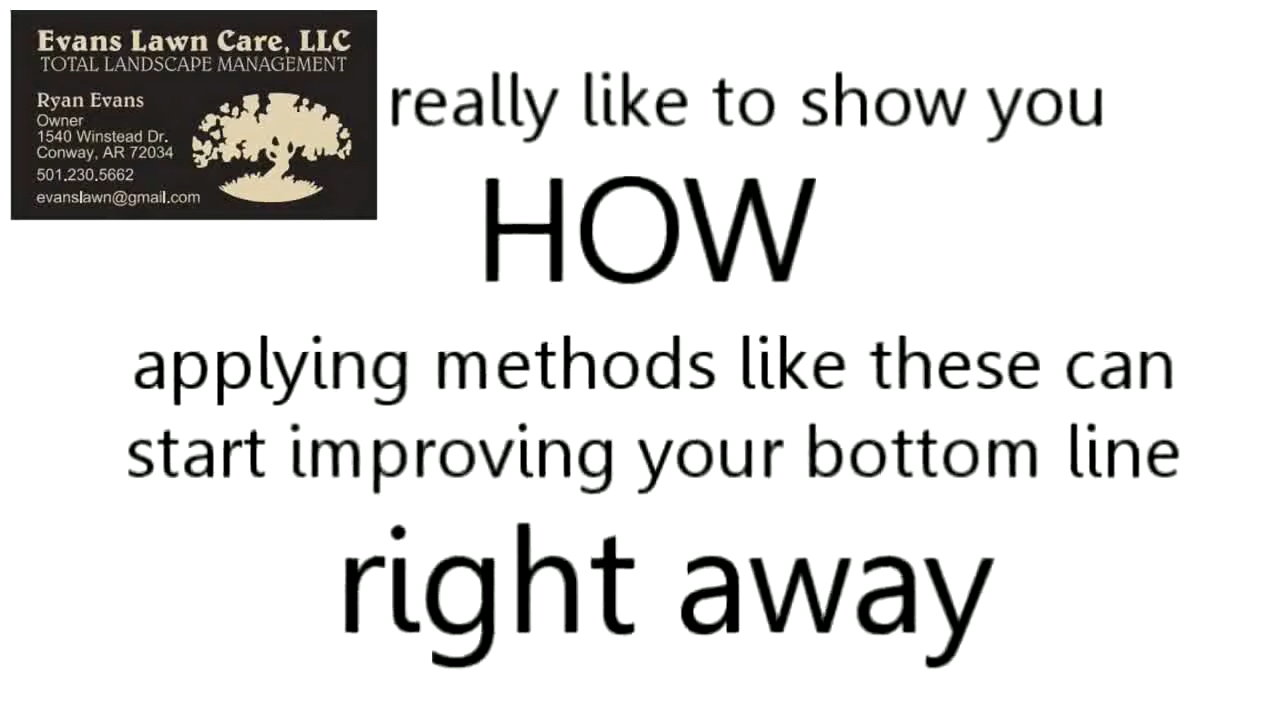 Evans Lawn Care, LLC
TOTAL LANDSCAPE MANAGEMENT
Ryan Evans
Owner
1540 Winstead Dr.
Conway, AR 72034
501.230.5662
evanslawn@gmail.com
really like to show you
HOW
applying methods like these can
start improving your bottom line
right away